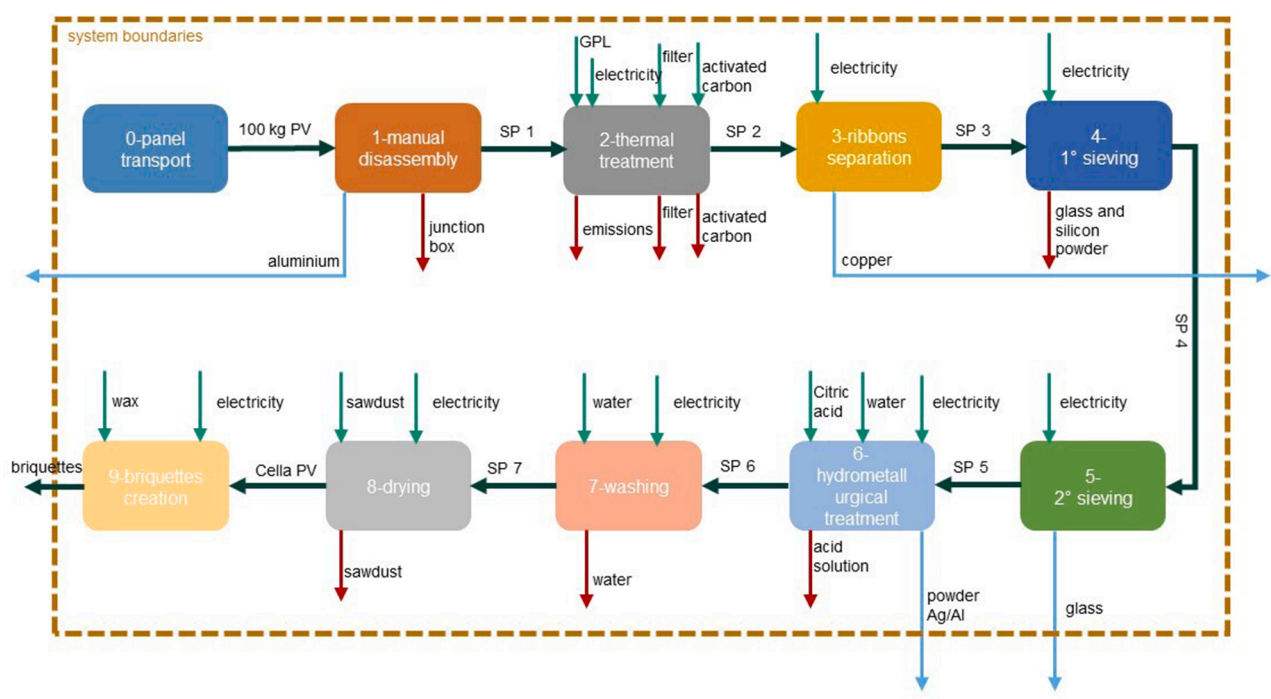 system boundaries
GPL
electricity
filter
activated
carbon
electricity
electricity
0-panel
transport
100 kg PV
1-manual
disassembly
SP 1
2-thermal
treatment
SP 2
3-ribbons
separation
SP 3
4-
1° sieving
aluminium
junction
box
emissions
filter
activated
carbon
copper
glass and
silicon
powder
SP 4
wax
electricity
sawdust
electricity
water
electricity
Citric
acid
water
electricity
electricity
briquettes
9-briquettes
creation
Cella PV
8-drying
SP 7
7-washing
SP 6
6-
hydrometall
urgical
treatment
SP 5
5-
2° sieving
sawdust
water
acid
solution
powder
Ag/Al
glass